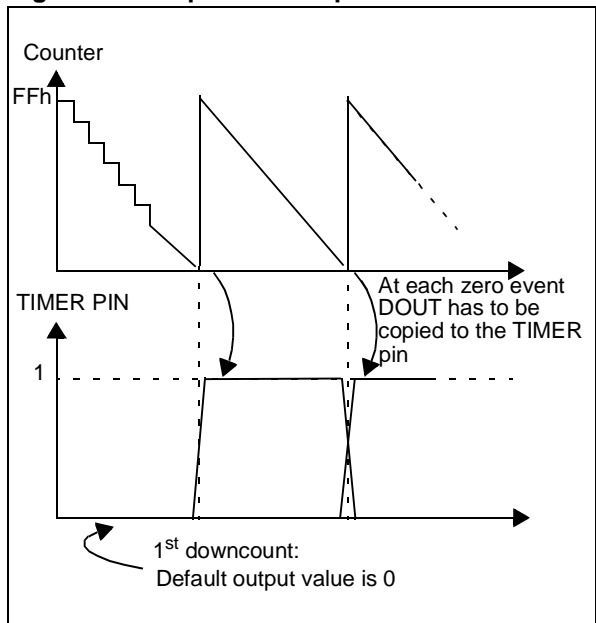 Counter
FFh
At each zero event
DOUT has to be
copied to the TIMER
pin
TIMER PIN
1
1st downcount:
Default output value is 0